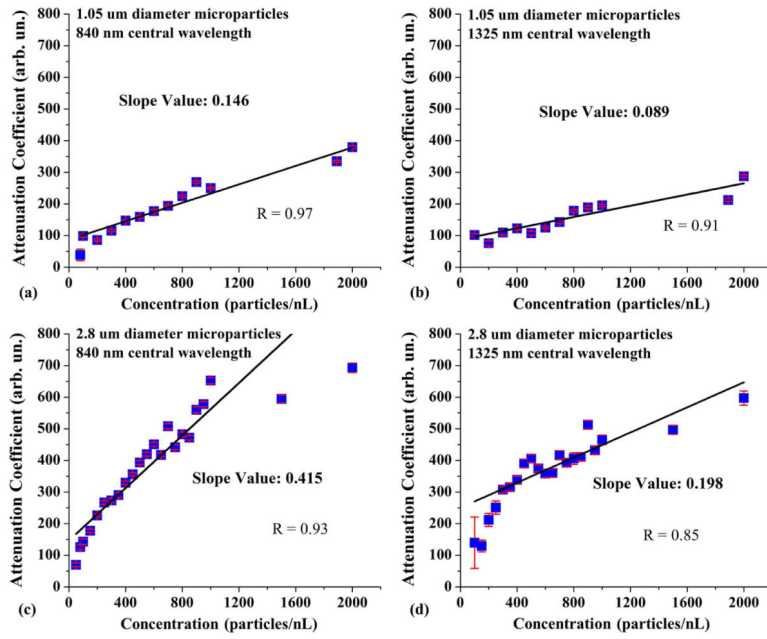 1.05 um diameter microparticles
840 nm central wavelength
Slope Value: 0.146
R = 0.97
Attenuation Coefficient (arb. un.)
800
700
600
500
400
300
200
100
0
0 400 800 1200 1600 2000
(a)
Concentration (particles/nL)
1.05 um diameter microparticles
1325 nm central wavelength
Slope Value: 0.089
R = 0.91
Attenuation Coefficient (arb. un.)
800
700
600
500
400
300
200
100
0
0 400 800 1200 1600 2000
(b)
Concentration (particles/nL)
2.8 um diameter microparticles
840 nm central wavelength
Slope Value: 0.415
R = 0.93
Attenuation Coefficient (arb. un.)
800
700
600
500
400
300
200
100
0
0 400 800 1200 1600 2000
(c)
Concentration (particles/nL)
2.8 um diameter microparticles
1325 nm central wavelength
Slope Value: 0.198
R = 0.85
Attenuation Coefficient (arb. un.)
800
700
600
500
400
300
200
100
0
0 400 800 1200 1600 2000
(d)
Concentration (particles/nL)